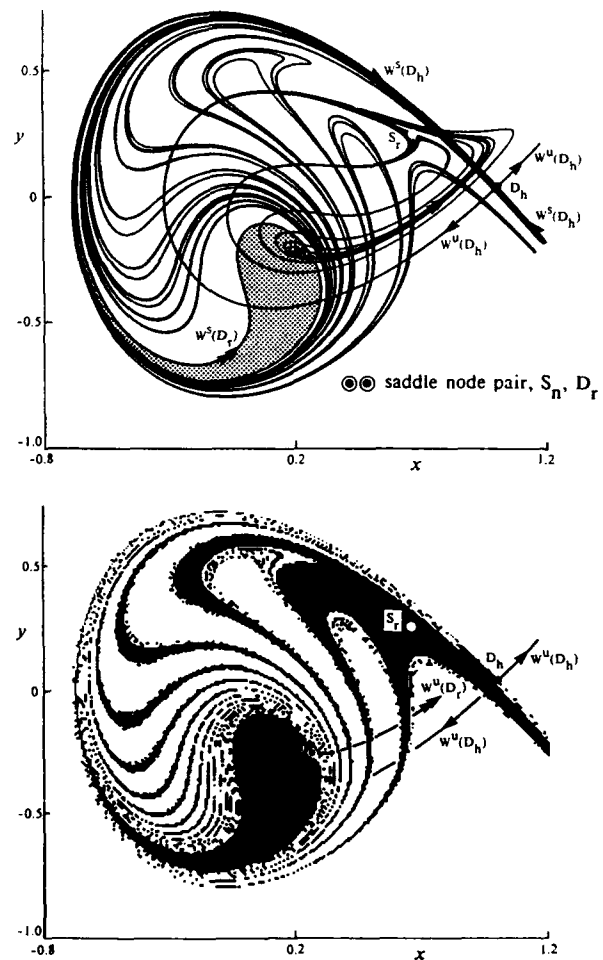 W^s(D_h)
0.5
y
S_r
W^u(D_h)
D_h
0
W^s(D_h)
W^u(D_h)
-0.5
W^s(D_r)
saddle node pair, S_n, D_r
-1.0
-0.8
0.2
1.2
x
0.5
y
S_r
D_h
W^u(D_h)
0
W^u(D_r)
W^u(D_h)
-0.5
-1.0
-0.8
0.2
1.2
x